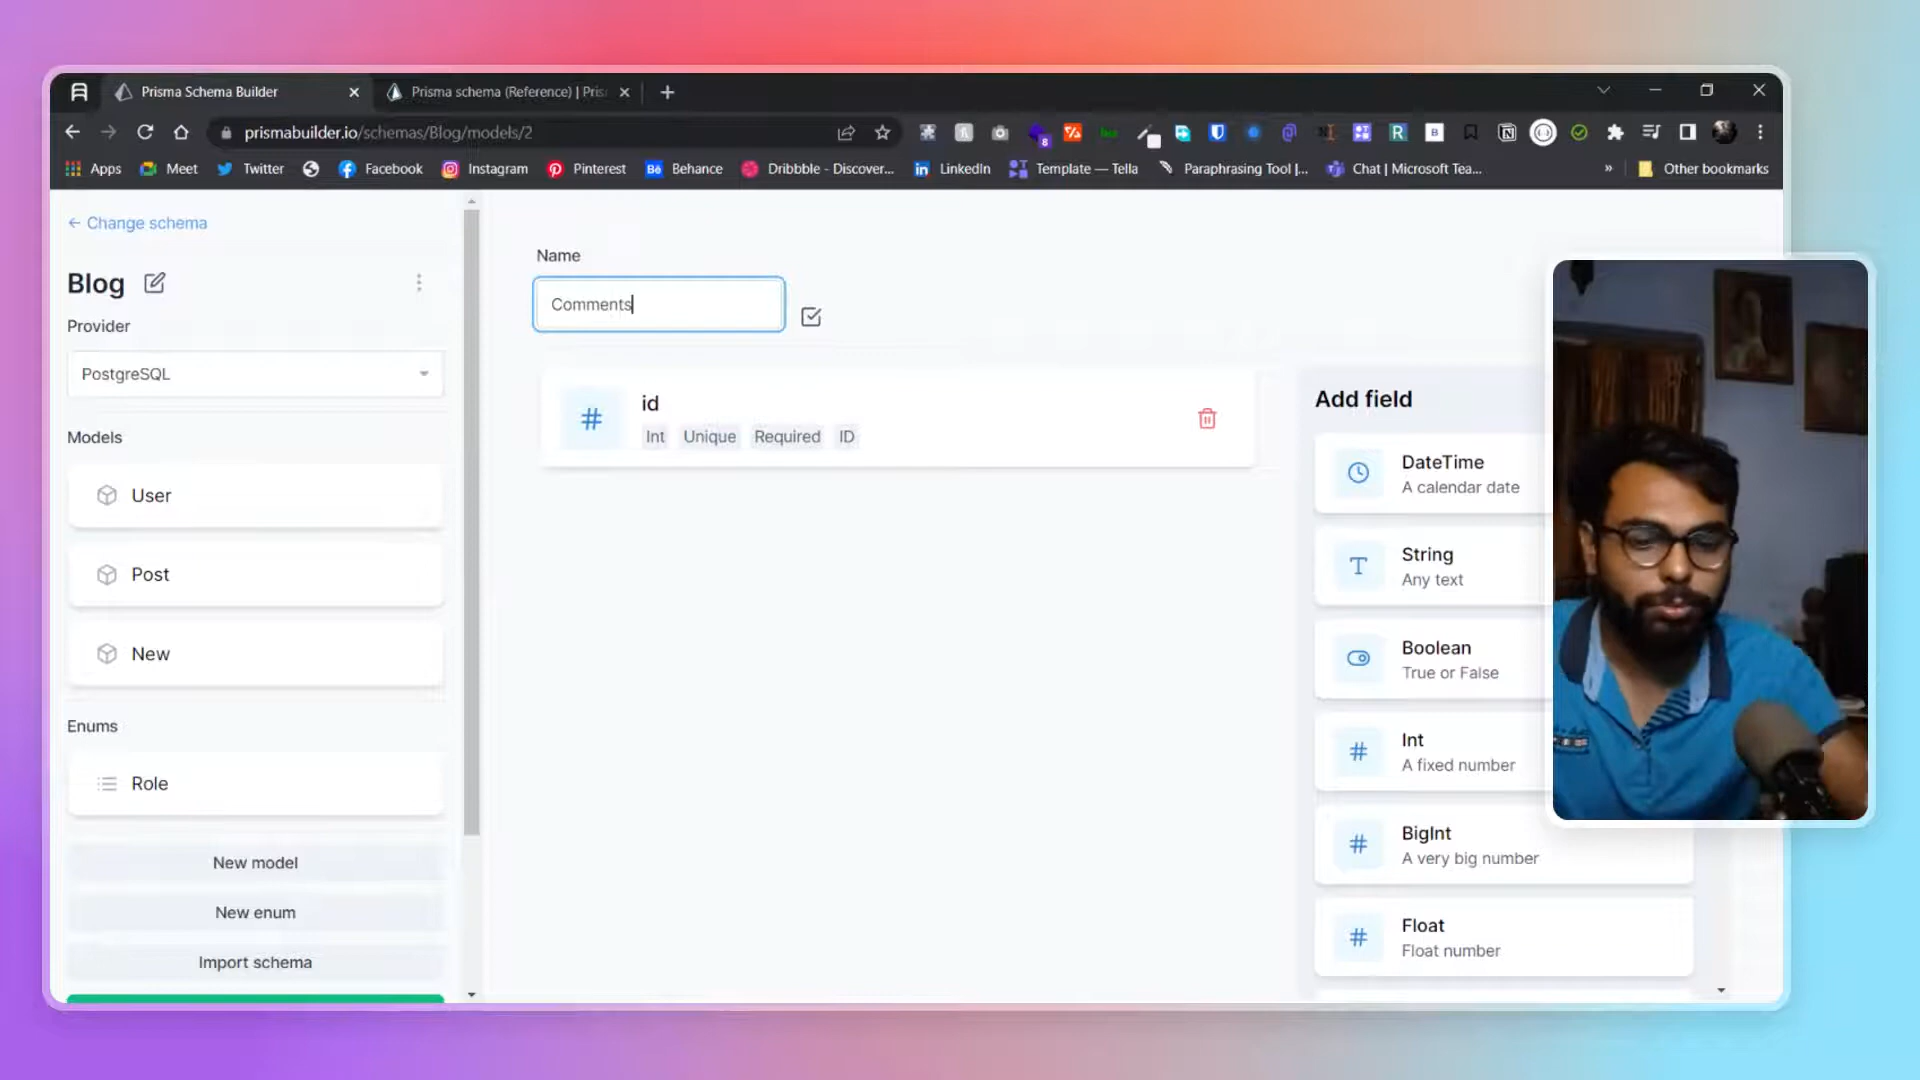 Prisma Schema Builder
Prisma schema (Reference) | Pris
prismabuilder.io/schemas/Blog/models/2
8
R
B
Apps
Meet
Twitter
Facebook
Instagram
Pinterest
Bē
Behance
Dribbble - Discover...
in
LinkedIn
Template — Tella
Paraphrasing Tool |...
Chat | Microsoft Tea...
»
Other bookmarks
← Change schema
Blog
Provider
PostgreSQL
Models
User
Post
New
Enums
Role
New model
New enum
Import schema
Name
Comments
#
id
Int Unique Required ID
Add field
DateTime
A calendar date
T
String
Any text
Boolean
True or False
#
Int
A fixed number
#
BigInt
A very big number
#
Float
Float number